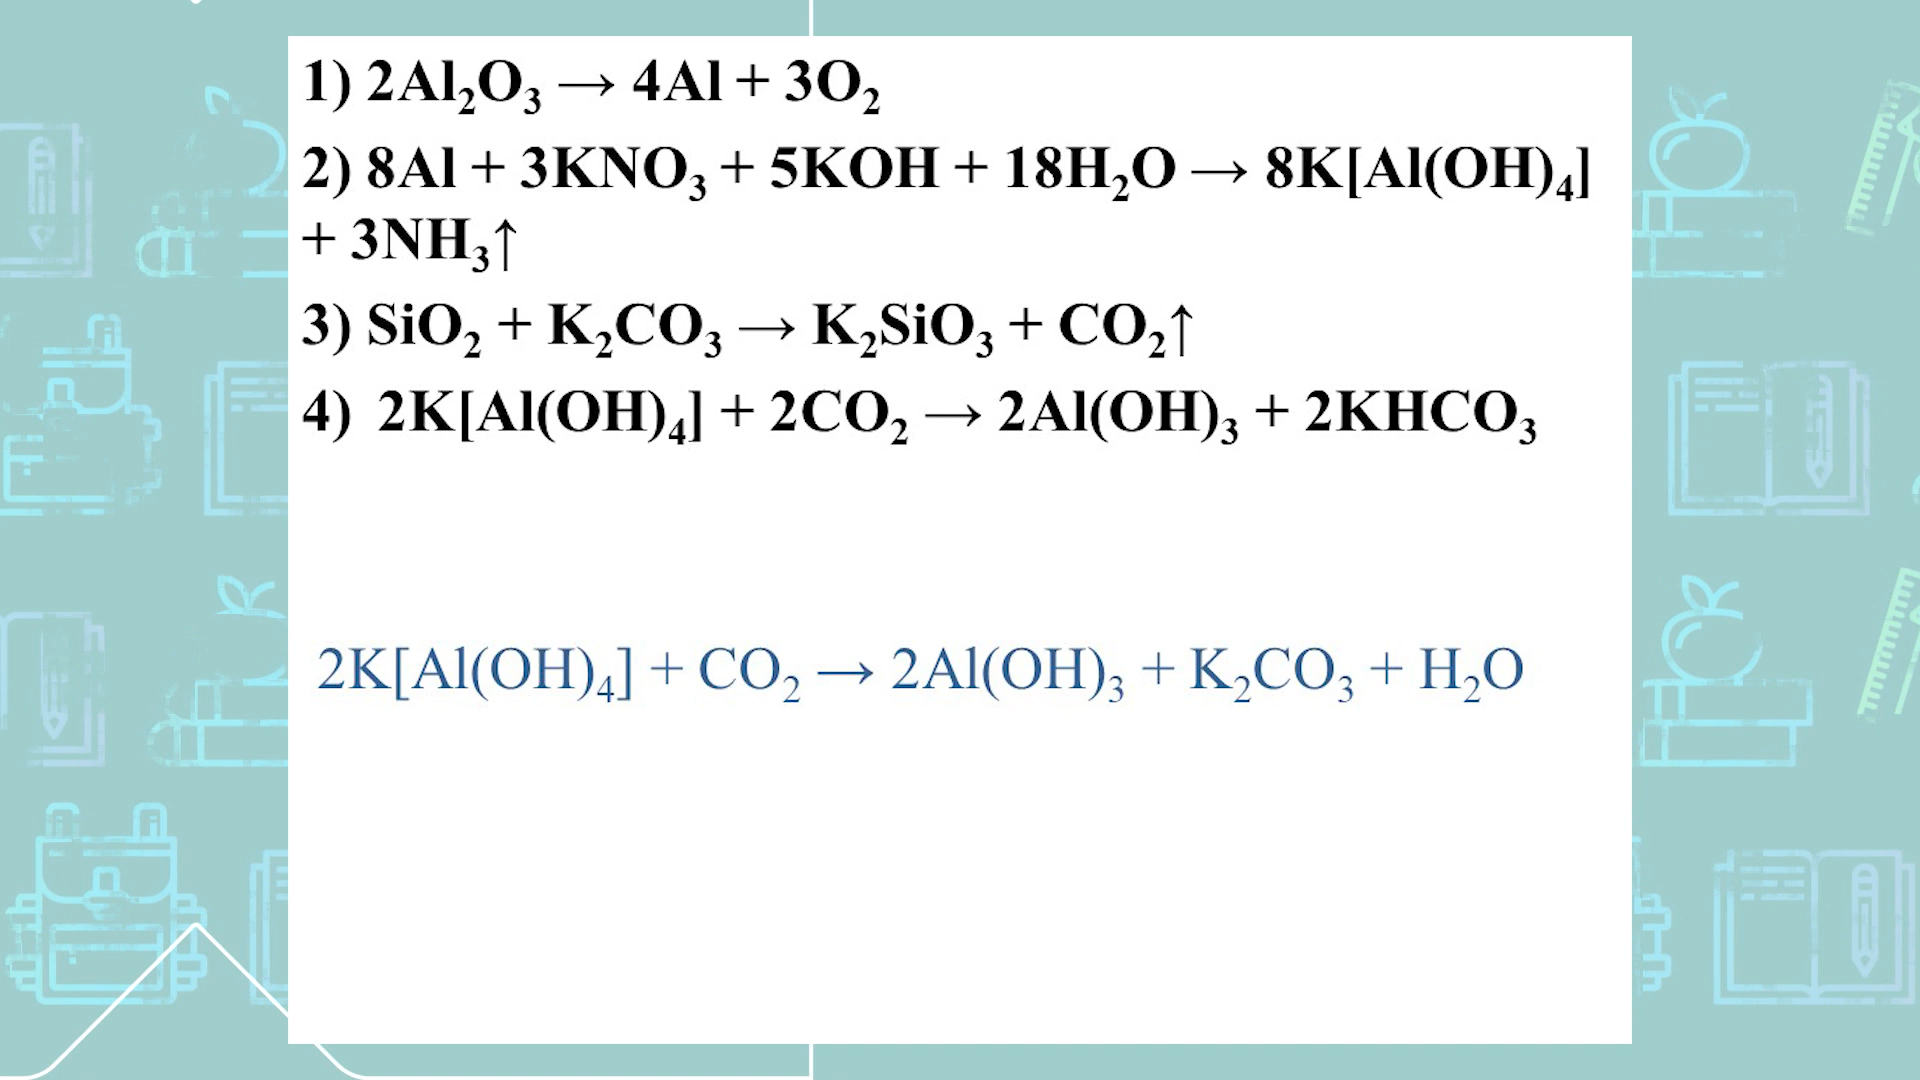 1) 2Al₂O₃ → 4Al + 3O₂
2) 8Al + 3KNO₃ + 5KOH + 18H₂O → 8K[Al(OH)₄]
+ 3NH₃↑
3) SiO₂ + K₂CO₃ → K₂SiO₃ + CO₂↑
4) 2K[Al(OH)₄] + 2CO₂ → 2Al(OH)₃ + 2KHCO₃
2K[Al(OH)₄] + CO₂ → 2Al(OH)₃ + K₂CO₃ + H₂O